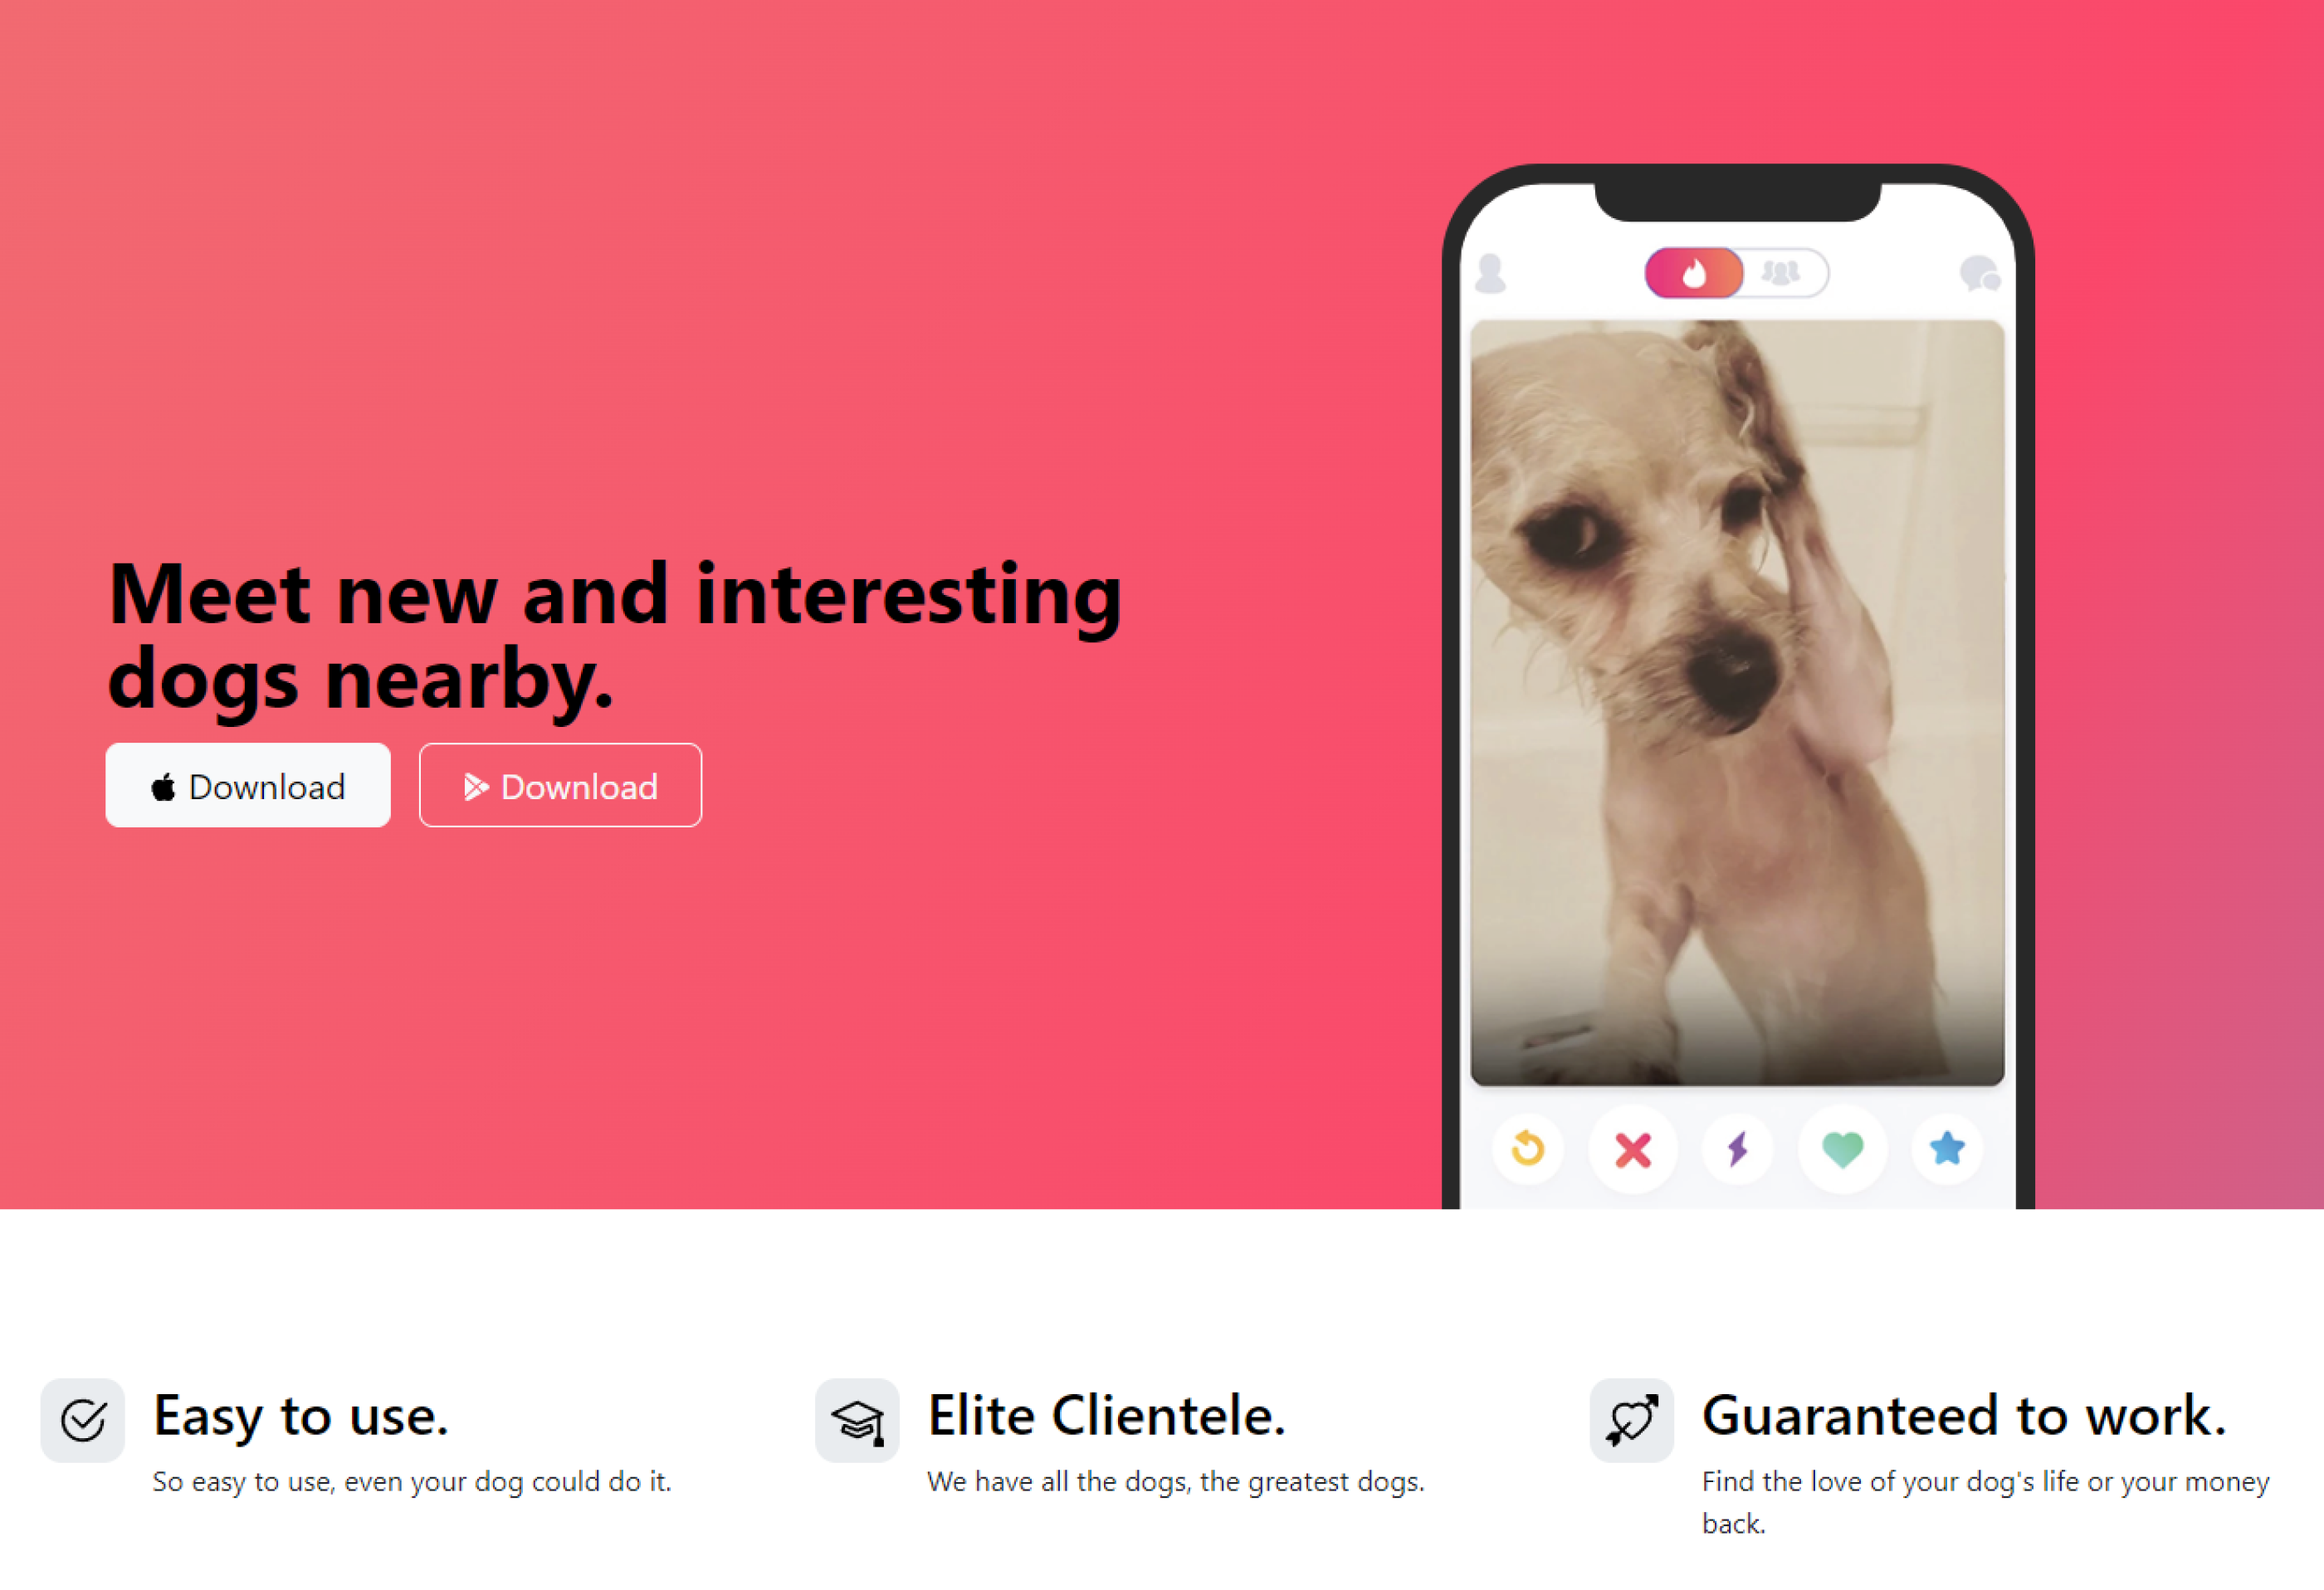 Meet new and interesting
dogs nearby.
Download
Download
Easy to use.
So easy to use, even your dog could do it.
Elite Clientele.
We have all the dogs, the greatest dogs.
Guaranteed to work.
Find the love of your dog's life or your money
back.